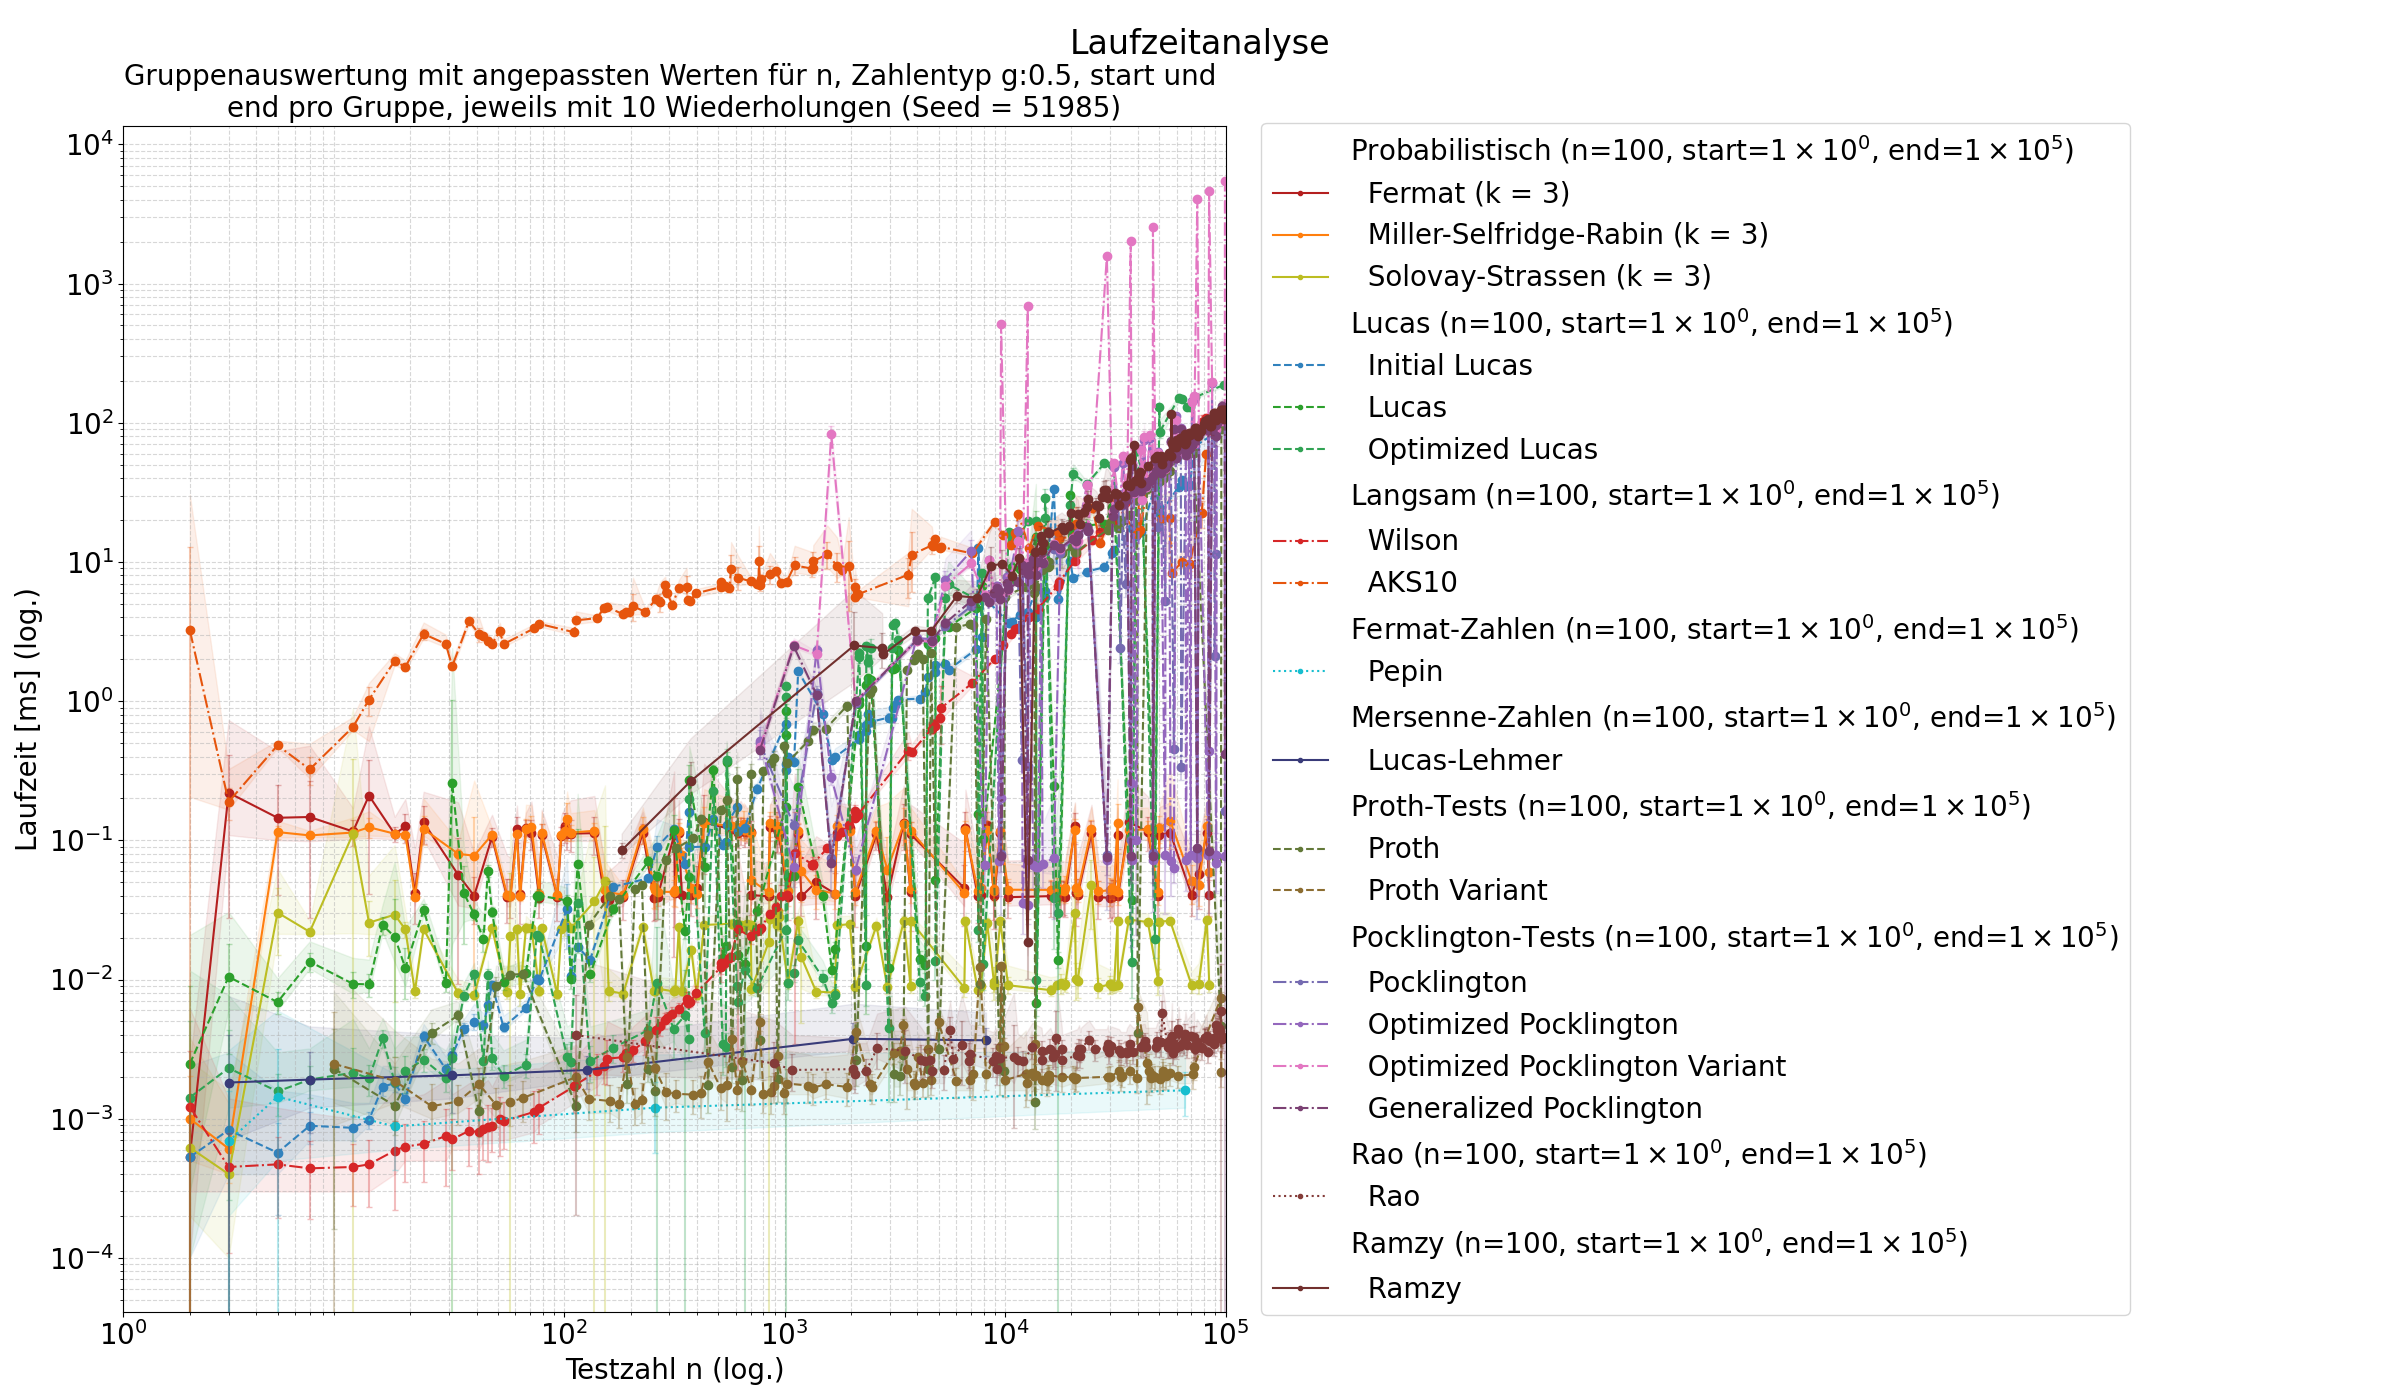 Laufzeitanalyse
Gruppenauswertung mit angepassten Werten für n, Zahlentyp g:0.5, start und
end pro Gruppe, jeweils mit 10 Wiederholungen (Seed = 51985)
Laufzeit [ms] (log.)
10⁴
10³
10²
10¹
10⁰
10⁻¹
10⁻²
10⁻³
10⁻⁴
10⁰
10²
10³
10⁴
10⁵
Testzahl n (log.)
Probabilistisch (n=100, start=1 × 10⁰, end=1 × 10⁵)
Fermat (k = 3)
Miller-Selfridge-Rabin (k = 3)
Solovay-Strassen (k = 3)
Lucas (n=100, start=1 × 10⁰, end=1 × 10⁵)
Initial Lucas
Lucas
Optimized Lucas
Langsam (n=100, start=1 × 10⁰, end=1 × 10⁵)
Wilson
AKS10
Fermat-Zahlen (n=100, start=1 × 10⁰, end=1 × 10⁵)
Pepin
Mersenne-Zahlen (n=100, start=1 × 10⁰, end=1 × 10⁵)
Lucas-Lehmer
Proth-Tests (n=100, start=1 × 10⁰, end=1 × 10⁵)
Proth
Proth Variant
Pocklington-Tests (n=100, start=1 × 10⁰, end=1 × 10⁵)
Pocklington
Optimized Pocklington
Optimized Pocklington Variant
Generalized Pocklington
Rao (n=100, start=1 × 10⁰, end=1 × 10⁵)
Rao
Ramzy (n=100, start=1 × 10⁰, end=1 × 10⁵)
Ramzy